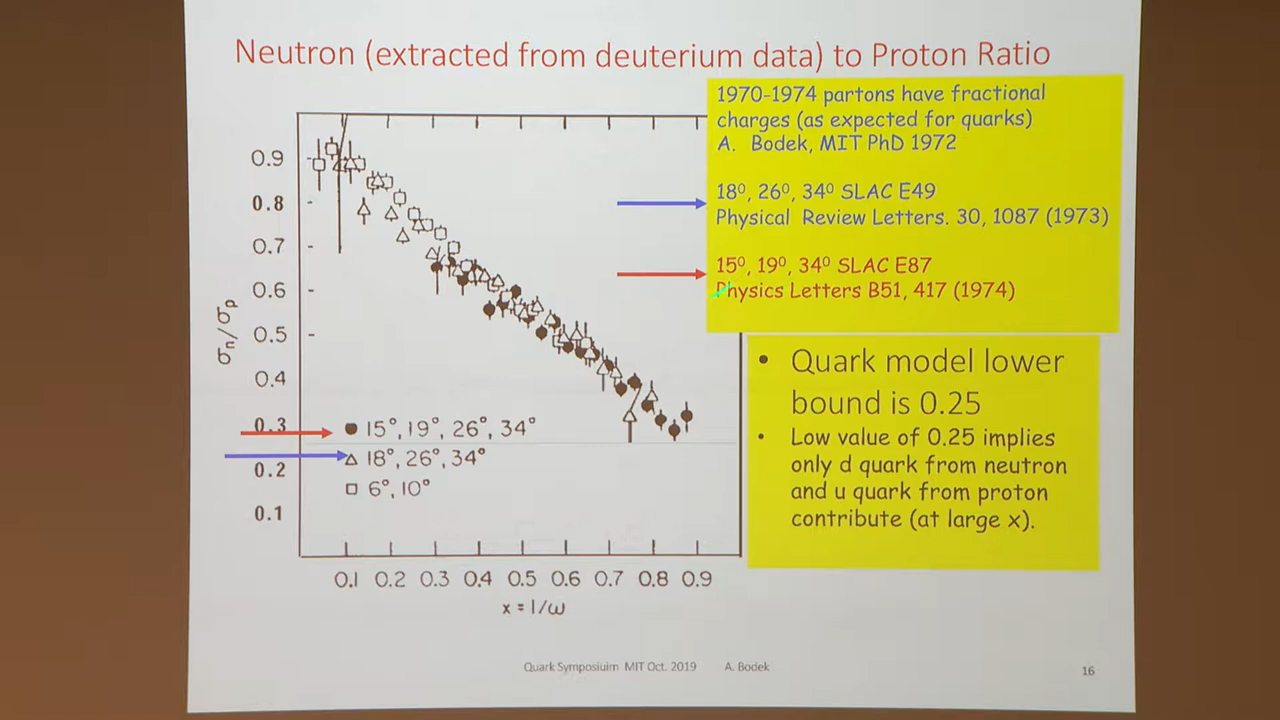 Neutron (extracted from deuterium data) to Proton Ratio
1970-1974 partons have fractional
charges (as expected for quarks)
A. Bodek, MIT PhD 1972
18⁰, 26⁰, 34⁰ SLAC E49
Physical Review Letters. 30, 1087 (1973)
15⁰, 19⁰, 34⁰ SLAC E87
Physics Letters B51, 417 (1974)
• Quark model lower
bound is 0.25
• Low value of 0.25 implies
only d quark from neutron
and u quark from proton
contribute (at large x).
σn/σp
0.9
0.8
0.7
0.6
0.5
0.4
0.3
0.2
0.1
● 15°, 19°, 26°, 34°
△ 18°, 26°, 34°
□ 6°, 10°
0.1 0.2 0.3 0.4 0.5 0.6 0.7 0.8 0.9
x = 1/ω
Quark Symposiuim MIT Oct. 2019 A. Bodek
16